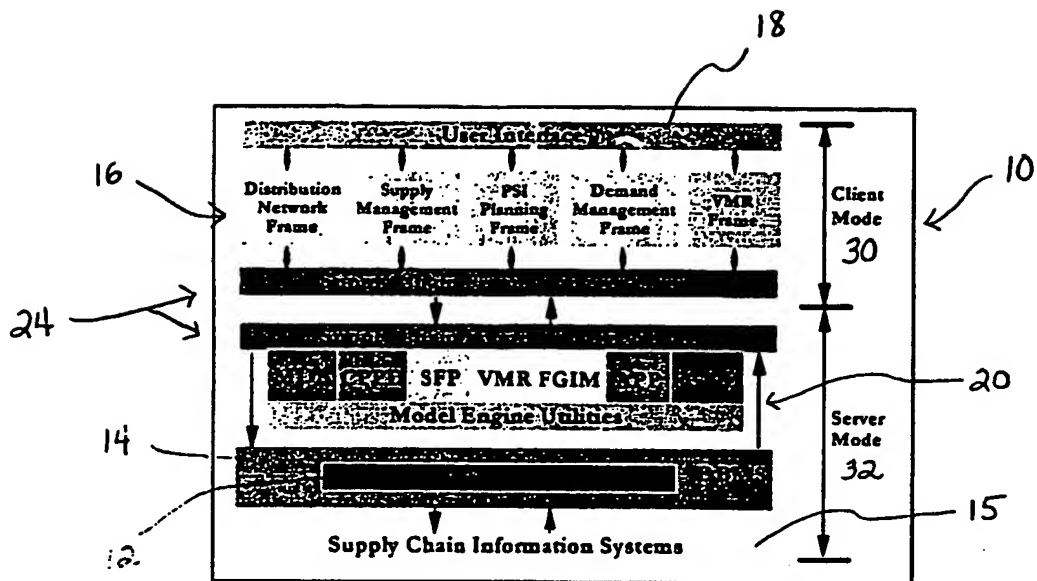 18
User Interface
16
Distribution
Network
Frame
Supply
Management
Frame
PSI
Planning
Frame
Demand
Management
Frame
VMR
Frame
Client
Mode
30
10
24
SFP VMR FGIM
Model Engine Utilities
20
Server
Mode
32
14
12
15
Supply Chain Information Systems